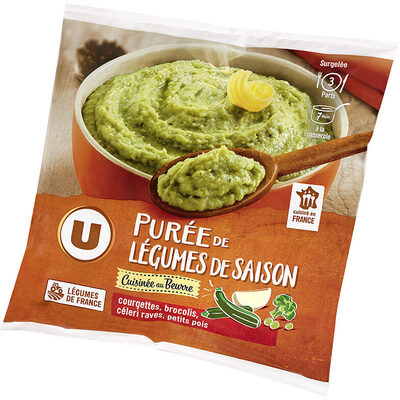 Surgelée
3
Parts
7 min.
à la
casserole
cuisiné en
FRANCE
U
PURÉE DE
LÉGUMES DE SAISON
Cuisinée au Beurre
LÉGUMES
DE FRANCE
courgettes, brocolis,
céleri raves, petits pois